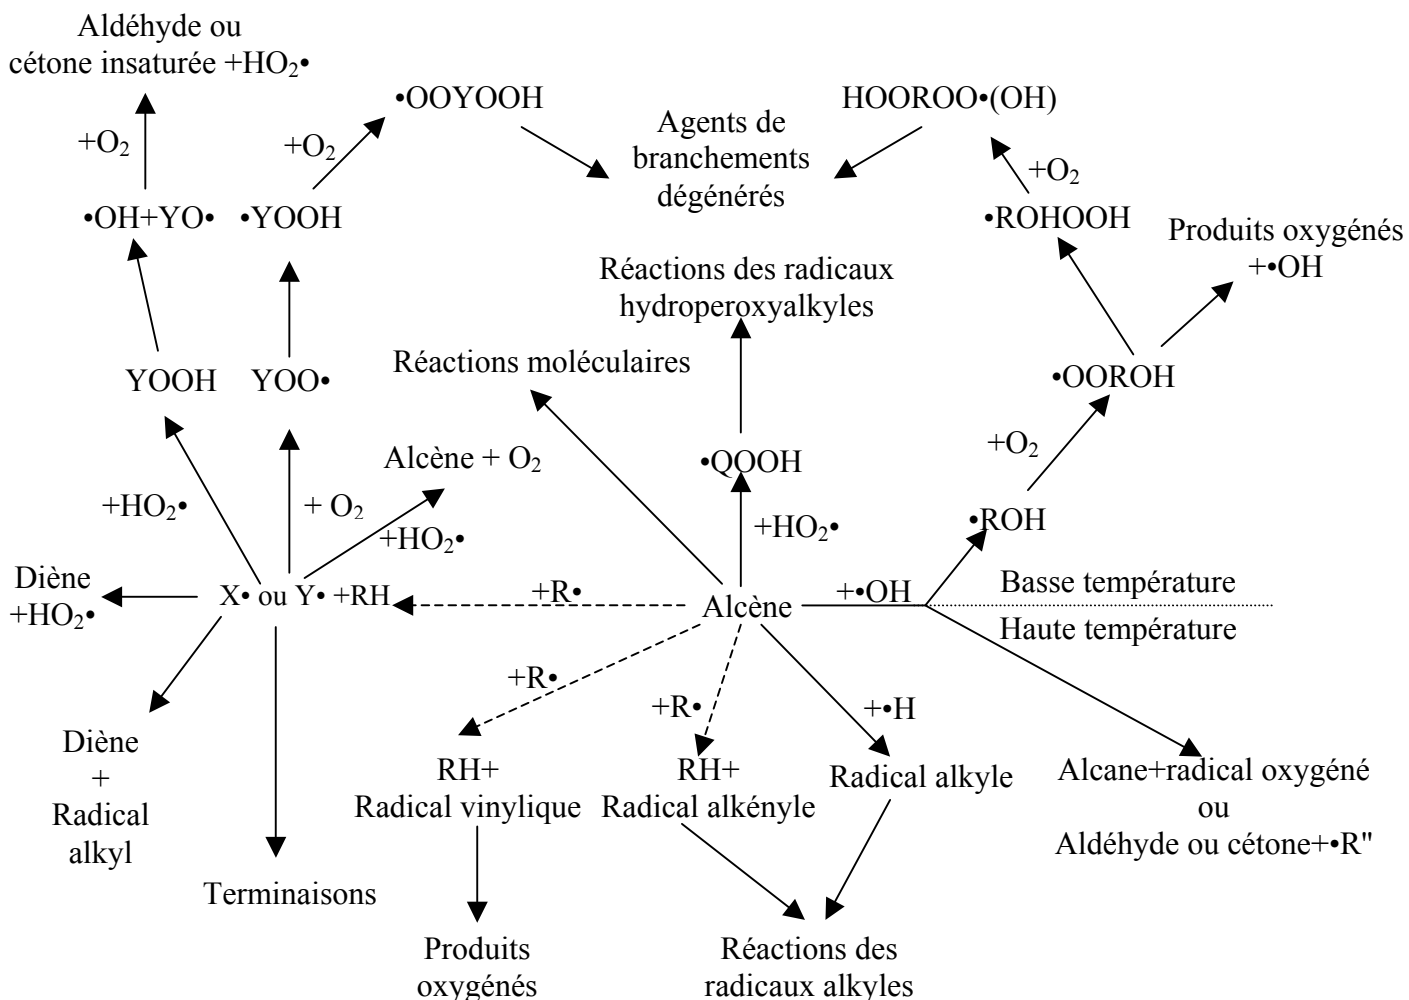 Aldéhyde ou
cétone insaturée +HO₂•
•OOYOOH
HOOROO•(OH)
Agents de
branchements
dégénérés
+O₂
+O₂
+O₂
•OH+YO•
•YOOH
•ROHOOH
Produits oxygénés
+•OH
Réactions des radicaux
hydroperoxyalkyles
Réactions moléculaires
YOOH
YOO•
•OOROH
+O₂
Alcène + O₂
•QOOH
+HO₂•
+ O₂
+HO₂•
+HO₂•
•ROH
Diène
+HO₂•
X• ou Y• +RH
+R•
Alcène
+•OH
Basse température
Haute température
+R•
+R•
+•H
Diène
+
Radical
alkyl
RH+
Radical vinylique
RH+
Radical alkényle
Radical alkyle
Alcane+radical oxygéné
ou
Aldéhyde ou cétone+•R"
Terminaisons
Produits
oxygénés
Réactions des
radicaux alkyles